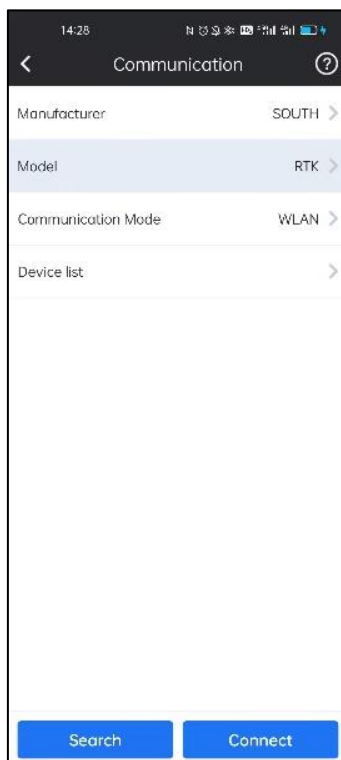 14:28
Communication
Manufacturer SOUTH
Model RTK
Communication Mode WLAN
Device list
Search Connect